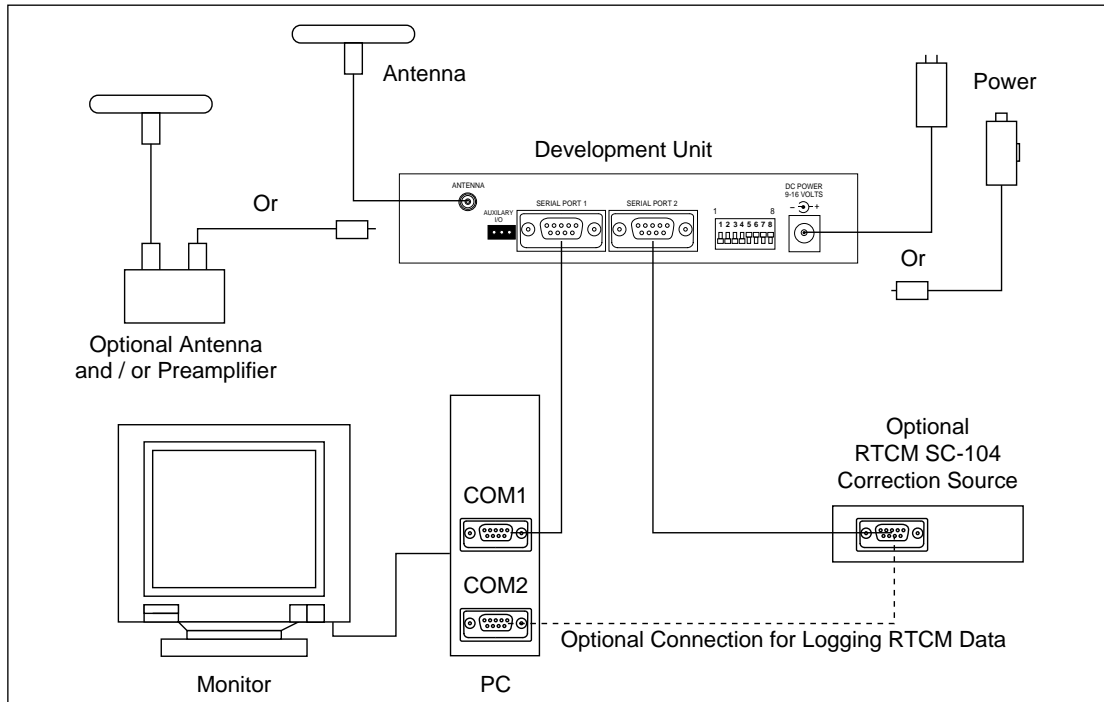 Antenna
Power
Development Unit
ANTENNA
AUXILARY
I/O
SERIAL PORT 1
SERIAL PORT 2
1
8
1 2 3 4 5 6 7 8
DC POWER
9-16 VOLTS
– +
Or
Or
Optional Antenna
and / or Preamplifier
Optional
RTCM SC-104
Correction Source
COM1
COM2
Optional Connection for Logging RTCM Data
Monitor
PC